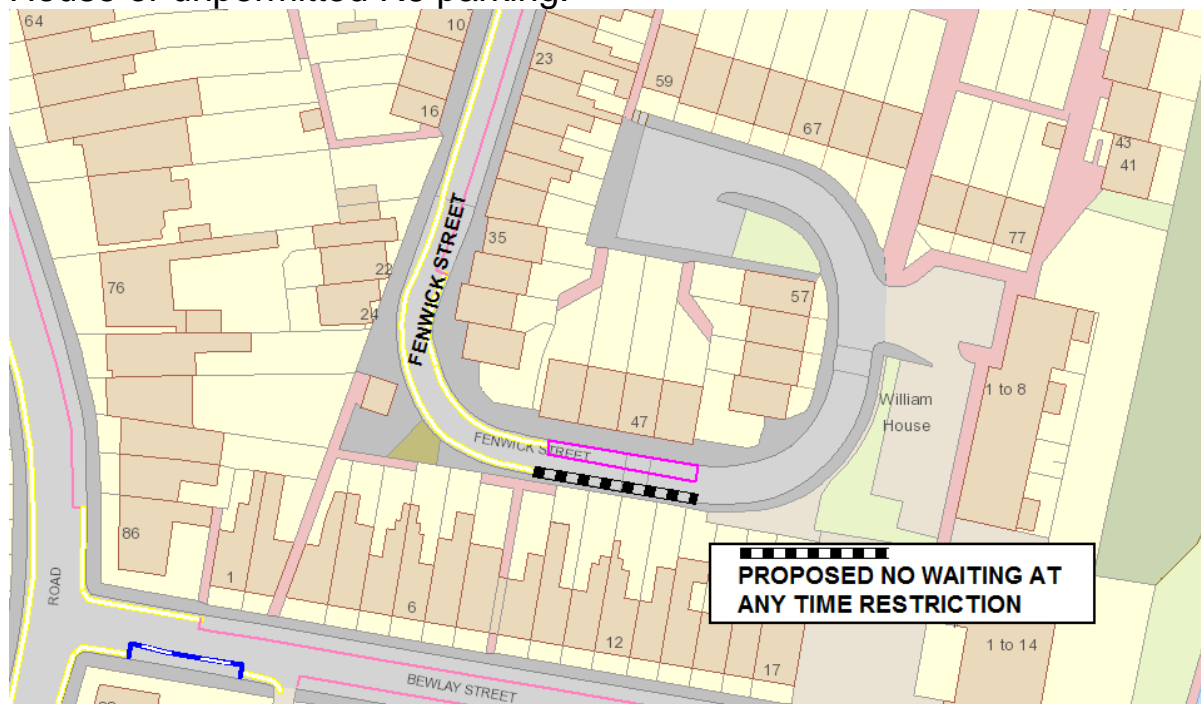 64
10
23
59
16
67
43
41
35
77
22
76
57
24
FENWICK STREET
1 to 8
William
House
47
FENWICK STREET
86
1
6
PROPOSED NO WAITING AT
ANY TIME RESTRICTION
ROAD
12
1 to 14
17
BEWLAY STREET